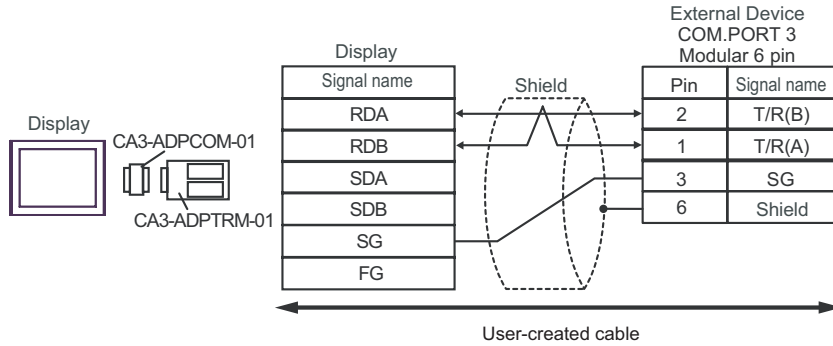 External Device
COM.PORT 3
Modular 6 pin
Display
Signal name
Shield
Pin
Signal name
RDA
2
T/R(B)
Display
CA3-ADPCOM-01
RDB
1
T/R(A)
SDA
3
SG
CA3-ADPTRM-01
SDB
6
Shield
SG
FG
User-created cable